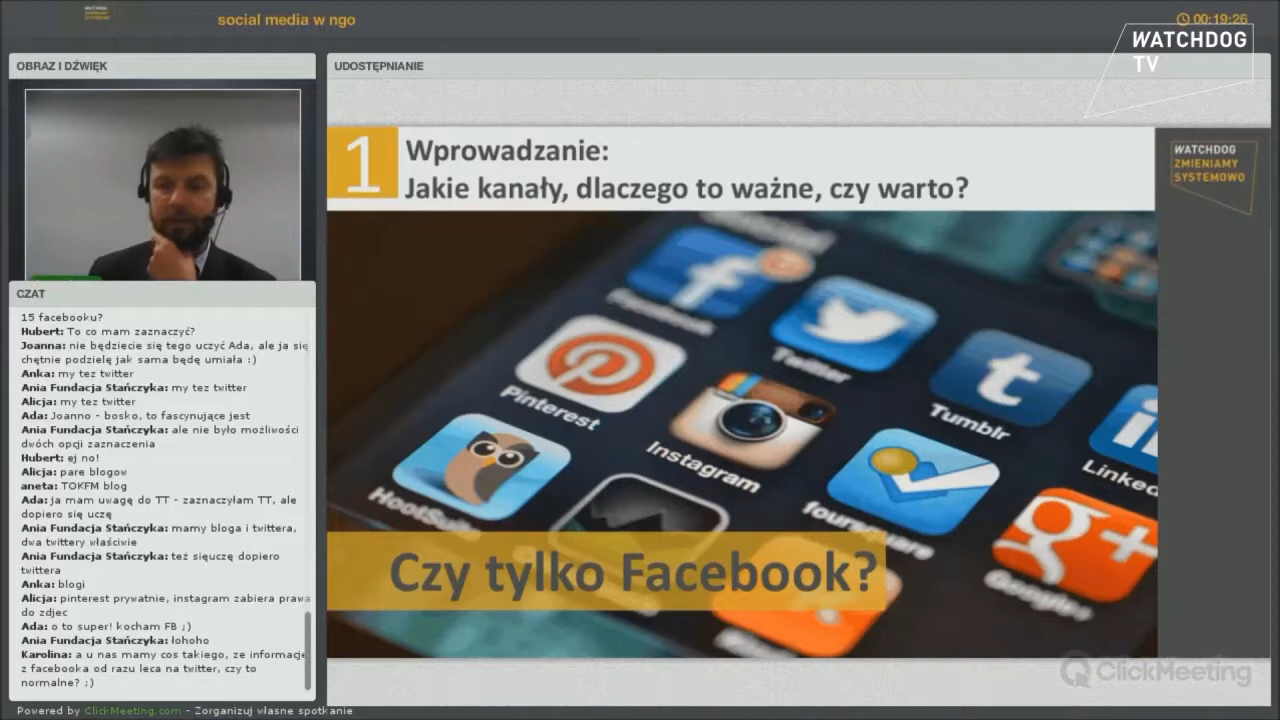 WATCHDOG
ZMIENIAMY
SYSTEMOWO
social media w ngo
00:19:26
WATCHDOG
TV
OBRAZ I DŹWIĘK
UDOSTĘPNIANIE
1
Wprowadzanie:
Jakie kanały, dlaczego to ważne, czy warto?
WATCHDOG
ZMIENIAMY
SYSTEMOWO
Facebook
Twitter
Tumblr
Pinterest
Instagram
foursquare
Google+
Czy tylko Facebook?
CZAT
15 facebooku?
Hubert: To co mam zaznaczyć?
Joanna: nie będziecie się tego uczyć Ada, ale ja się
chętnie podzielę jak sama będę umiała :)
Anka: my tez twitter
Ania Fundacja Stańczyka: my tez twitter
Alicja: my tez twitter
Ada: Joanno - bosko, to fascynujące jest
Ania Fundacja Stańczyka: ale nie było możliwości
dwóch opcji zaznaczenia
Hubert: ej no!
Alicja: pare blogow
aneta: TOKFM blog
Ada: ja mam uwagę do TT - zaznaczyłam TT, ale
dopiero się uczę
Ania Fundacja Stańczyka: mamy bloga i twittera,
dwa twittery właściwie
Ania Fundacja Stańczyka: też sięuczę dopiero
twittera
Anka: blogi
Alicja: pinterest prywatnie, instagram zabiera prawa
do zdjec
Ada: o to super! kocham FB ;)
Ania Fundacja Stańczyka: łohoho
Karolina: a u nas mamy cos takiego, ze informacje
z facebooka od razu leca na twitter, czy to
normalne? ;)
ClickMeeting
Powered by ClickMeeting.com - Zorganizuj własne spotkanie